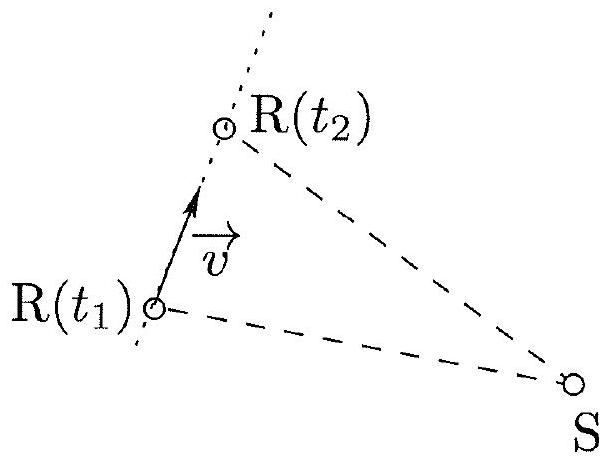 R(t₂)
v⃗
R(t₁)
S